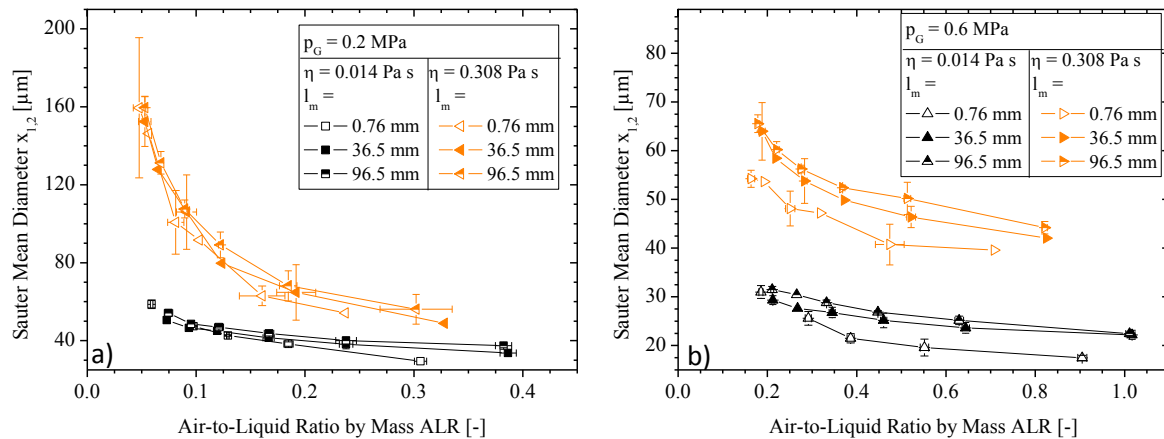 200
160
120
80
40
0.0
0.1
0.2
0.3
0.4
Sauter Mean Diameter x1,2 [µm]
Air-to-Liquid Ratio by Mass ALR [-]
a)
pG = 0.2 MPa
η = 0.014 Pa s η = 0.308 Pa s
lm = lm =
0.76 mm 0.76 mm
36.5 mm 36.5 mm
96.5 mm 96.5 mm
80
70
60
50
40
30
20
0.0
0.2
0.4
0.6
0.8
1.0
Sauter Mean Diameter x1,2 [µm]
Air-to-Liquid Ratio by Mass ALR [-]
b)
pG = 0.6 MPa
η = 0.014 Pa s η = 0.308 Pa s
lm = lm =
0.76 mm 0.76 mm
36.5 mm 36.5 mm
96.5 mm 96.5 mm